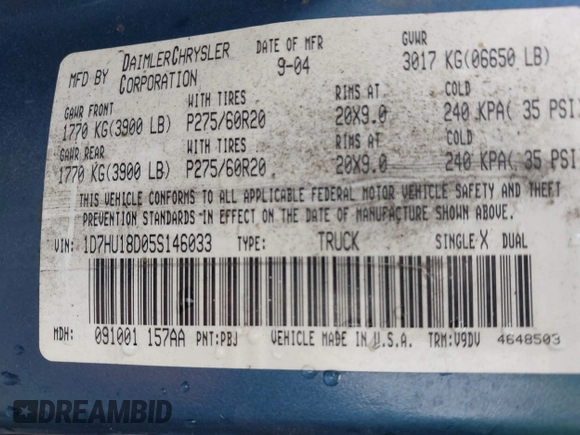 MFD BY DAIMLERCHRYSLER CORPORATION
DATE OF MFR 9-04
GVWR 3017 KG(06650 LB)
GAWR FRONT WITH TIRES RIMS AT COLD
1770 KG(3900 LB) P275/60R20 20X9.0 240 KPA( 35 PSI
GAWR REAR WITH TIRES RIMS AT COLD
1770 KG(3900 LB) P275/60R20 20X9.0 240 KPA( 35 PSI
THIS VEHICLE CONFORMS TO ALL APPLICABLE FEDERAL MOTOR VEHICLE SAFETY AND THEFT
PREVENTION STANDARDS IN EFFECT ON THE DATE OF MANUFACTURE SHOWN ABOVE.
VIN: 1D7HU18D05S146033 TYPE: TRUCK SINGLE X DUAL
MDH: 091001 157AA PNT:PBJ VEHICLE MADE IN U.S.A. TRM:V9DV 4648503
DREAMBID